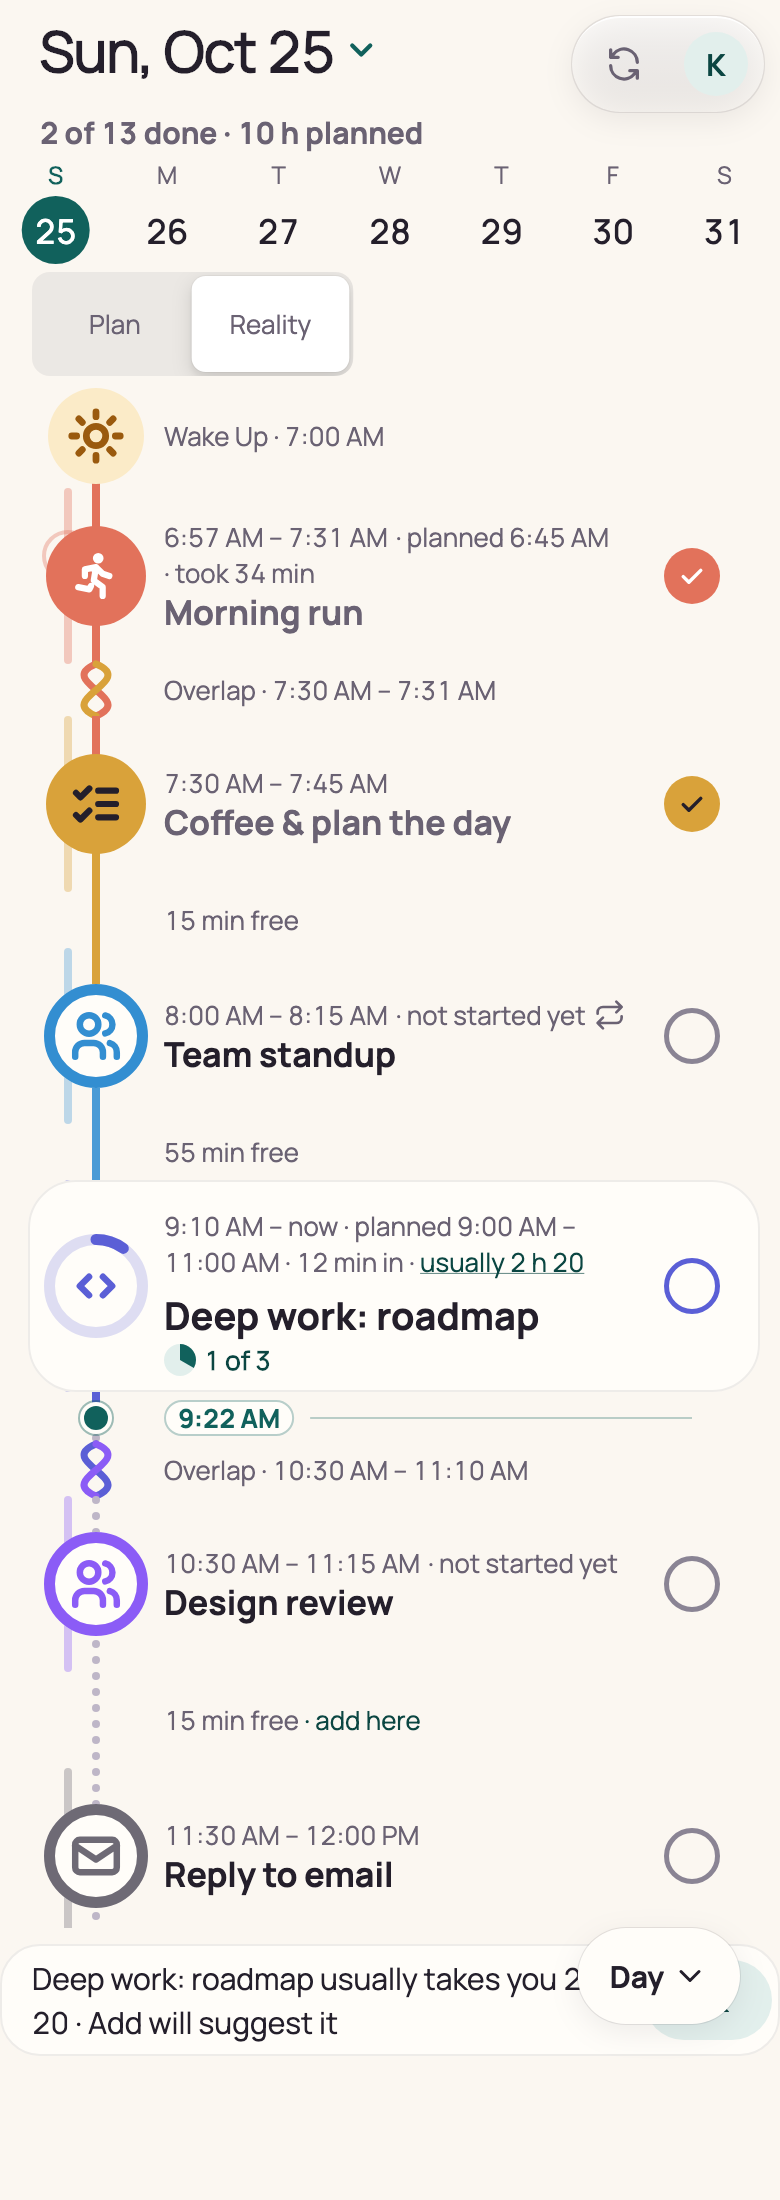 Sun, Oct 25
K
2 of 13 done · 10 h planned
S M T W T F S
25 26 27 28 29 30 31
Plan Reality
Wake Up · 7:00 AM
6:57 AM – 7:31 AM · planned 6:45 AM
· took 34 min
Morning run
Overlap · 7:30 AM – 7:31 AM
7:30 AM – 7:45 AM
Coffee & plan the day
15 min free
8:00 AM – 8:15 AM · not started yet
Team standup
55 min free
9:10 AM – now · planned 9:00 AM –
11:00 AM · 12 min in · usually 2 h 20
Deep work: roadmap
1 of 3
9:22 AM
Overlap · 10:30 AM – 11:10 AM
10:30 AM – 11:15 AM · not started yet
Design review
15 min free · add here
11:30 AM – 12:00 PM
Reply to email
Deep work: roadmap usually takes you 2
20 · Add will suggest it
Day